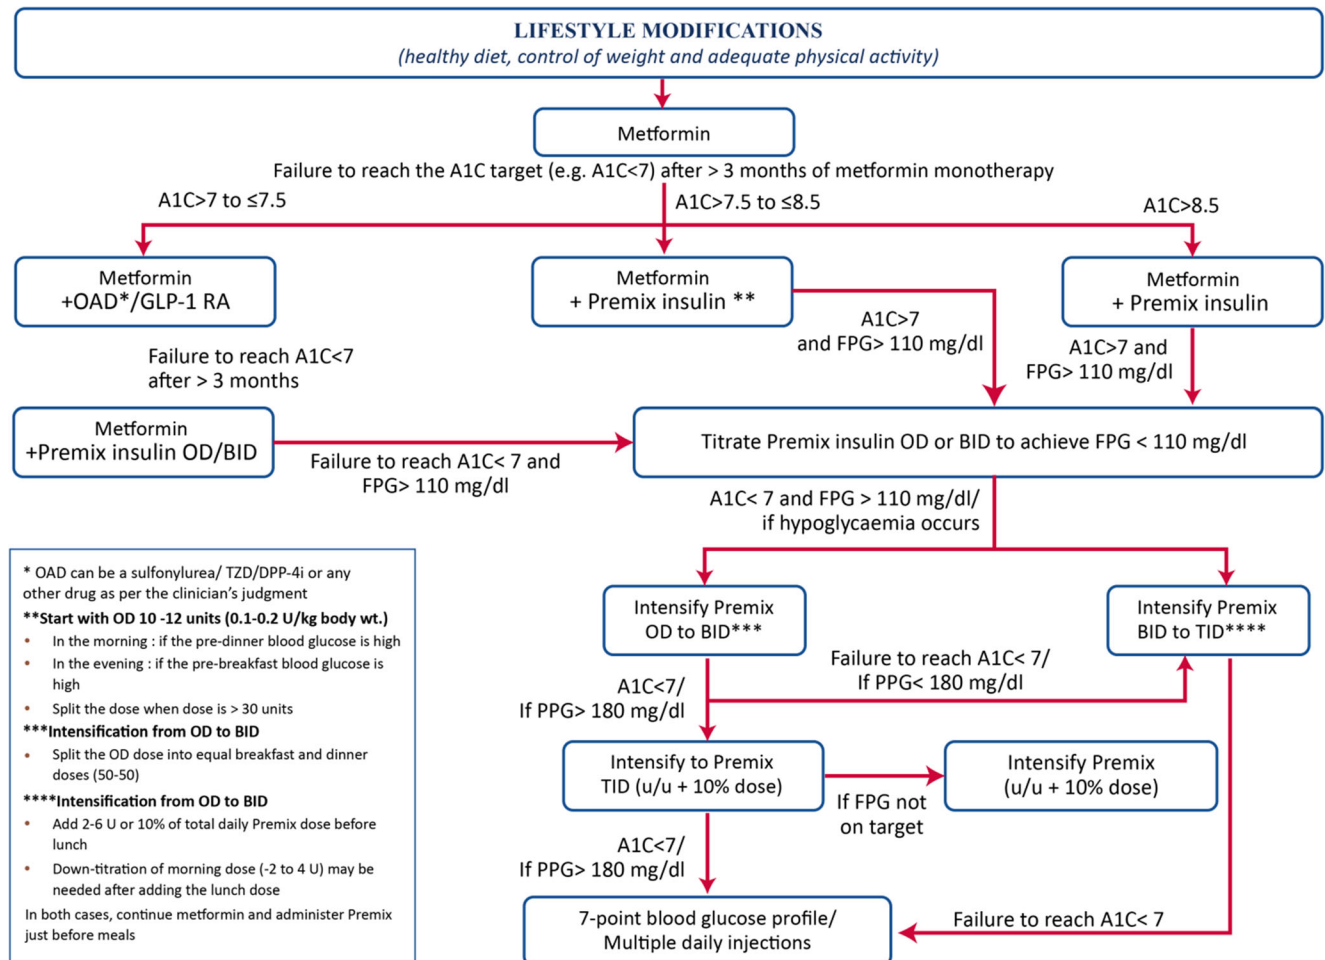 LIFESTYLE MODIFICATIONS
(healthy diet, control of weight and adequate physical activity)
Metformin
Failure to reach the A1C target (e.g. A1C<7) after > 3 months of metformin monotherapy
A1C>7 to ≤7.5
A1C>7.5 to ≤8.5
A1C>8.5
Metformin
+OAD*/GLP-1 RA
Metformin
+ Premix insulin **
Metformin
+ Premix insulin
A1C>7
and FPG> 110 mg/dl
A1C>7 and
FPG> 110 mg/dl
Failure to reach A1C<7
after > 3 months
Metformin
+Premix insulin OD/BID
Failure to reach A1C< 7 and
FPG> 110 mg/dl
Titrate Premix insulin OD or BID to achieve FPG < 110 mg/dl
A1C< 7 and FPG > 110 mg/dl/
if hypoglycaemia occurs
Intensify Premix
OD to BID***
Intensify Premix
BID to TID****
Failure to reach A1C< 7/
If PPG< 180 mg/dl
A1C<7/
If PPG> 180 mg/dl
Intensify to Premix
TID (u/u + 10% dose)
If FPG not
on target
Intensify Premix
(u/u + 10% dose)
A1C<7/
If PPG> 180 mg/dl
7-point blood glucose profile/
Multiple daily injections
Failure to reach A1C< 7
* OAD can be a sulfonylurea/ TZD/DPP-4i or any
other drug as per the clinician's judgment
**Start with OD 10 -12 units (0.1-0.2 U/kg body wt.)
• In the morning : if the pre-dinner blood glucose is high
• In the evening : if the pre-breakfast blood glucose is
high
• Split the dose when dose is > 30 units
***Intensification from OD to BID
• Split the OD dose into equal breakfast and dinner
doses (50-50)
****Intensification from OD to BID
• Add 2-6 U or 10% of total daily Premix dose before
lunch
• Down-titration of morning dose (-2 to 4 U) may be
needed after adding the lunch dose
In both cases, continue metformin and administer Premix
just before meals